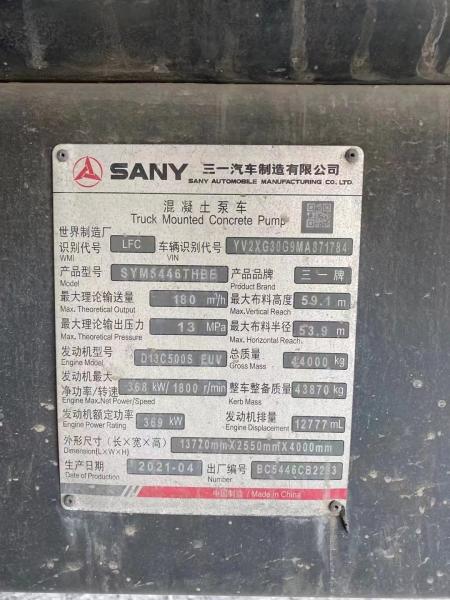 SANY 三一汽车制造有限公司
SANY AUTOMOBILE MANUFACTURING CO., LTD.
混凝土泵车
Truck Mounted Concrete Pump
世界制造厂
识别代号 LFC 车辆识别代号 YV2XG30G9MA871784
WMI VIN
产品型号 SYM5446THBB 产品品牌 三一牌
Model Product Brand
最大理论输送量 180 m³/h 最大布料高度 59.1 m
Max. Theoretical Output Max. Vertical Reach
最大理论输出压力 13 MPa 最大布料半径 53.9 m
Max. Theoretical Pressure Max. Horizontal Reach.
发动机型号 D13C500S EUV 总质量 44000 kg
Engine Model Gross Mass
发动机最大
净功率/转速 368 kW/1800 r/min 整车整备质量 43870 kg
Engine Max.Net Power/Speed Kerb Mass
发动机额定功率 369 kW 发动机排量 12777 mL
Engine Power Rating Engine Displacement
外形尺寸（长×宽×高） 13720mm×2550mm×4000mm
Dimension(L×W×H)
生产日期 2021-04 出厂编号
Date of Production Number
中国制造 / Made in China